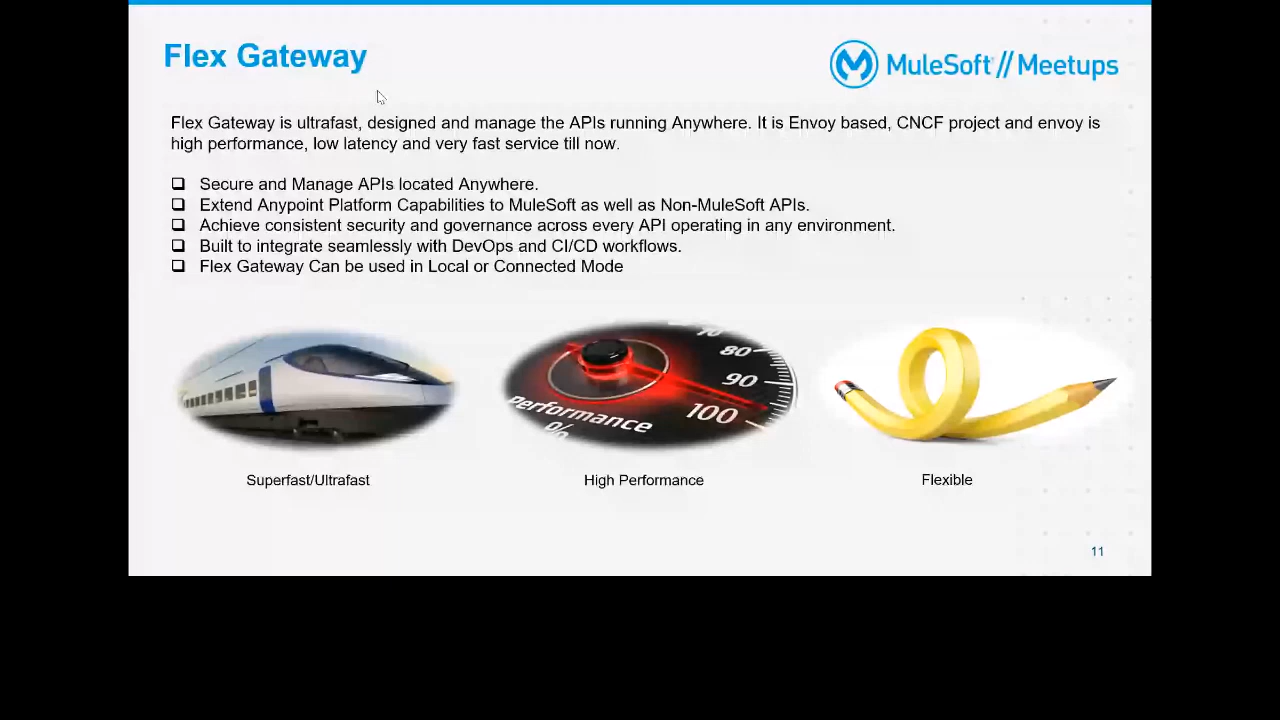 Flex Gateway
MuleSoft // Meetups
Flex Gateway is ultrafast, designed and manage the APIs running Anywhere. It is Envoy based, CNCF project and envoy is
high performance, low latency and very fast service till now.
Secure and Manage APIs located Anywhere.
Extend Anypoint Platform Capabilities to MuleSoft as well as Non-MuleSoft APIs.
Achieve consistent security and governance across every API operating in any environment.
Built to integrate seamlessly with DevOps and CI/CD workflows.
Flex Gateway Can be used in Local or Connected Mode
70
80
90
100
Performance
%
Superfast/Ultrafast
High Performance
Flexible
11